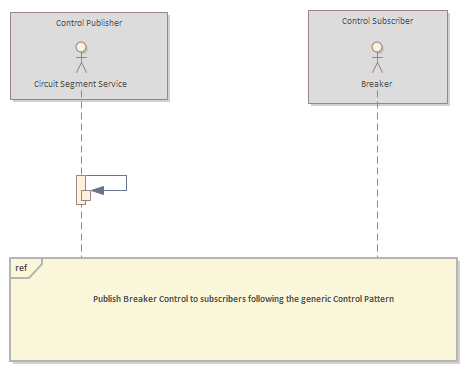 Control Publisher
Control Subscriber
Circuit Segment Service
Breaker
ref
Publish Breaker Control to subscribers following the generic Control Pattern